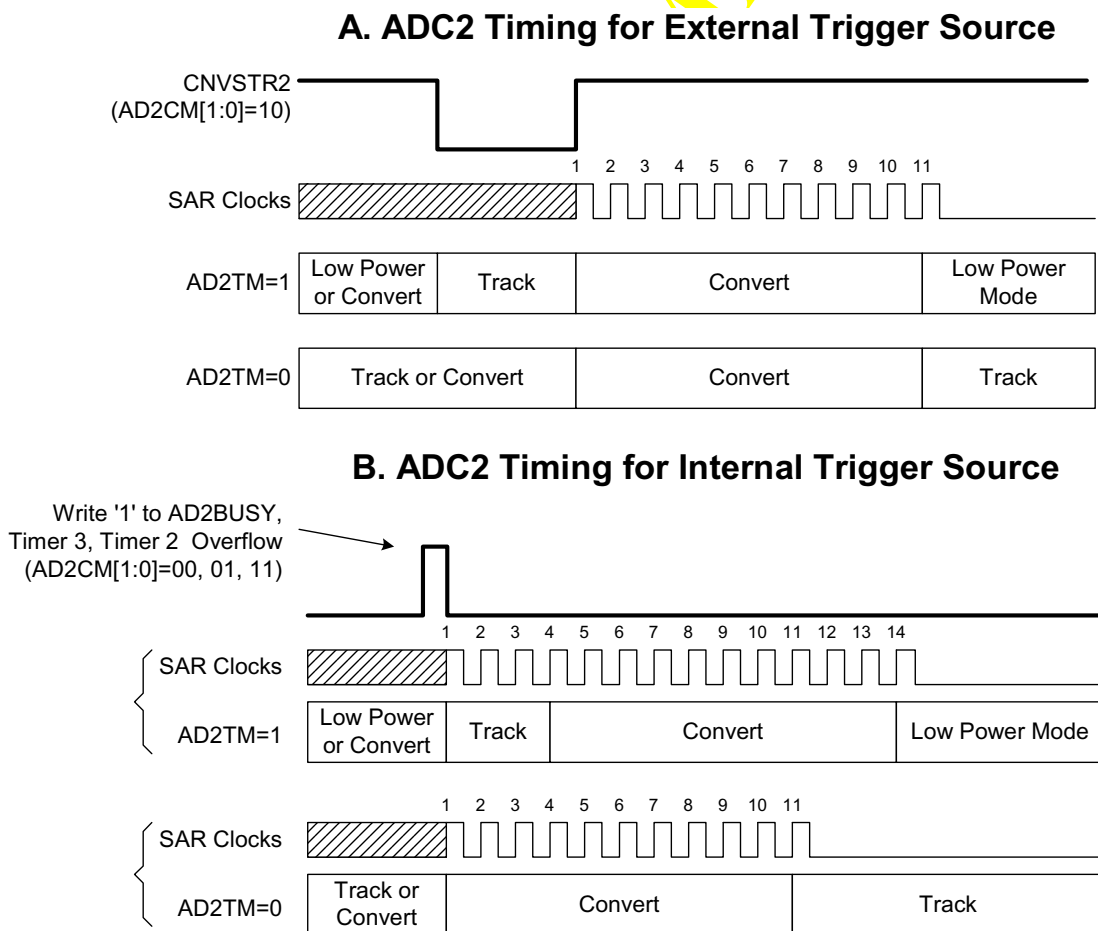 A. ADC2 Timing for External Trigger Source
CNVSTR2
(AD2CM[1:0]=10)
1 2 3 4 5 6 7 8 9 10 11
SAR Clocks
AD2TM=1
Low Power
or Convert
Track
Convert
Low Power
Mode
AD2TM=0
Track or Convert
Convert
Track
B. ADC2 Timing for Internal Trigger Source
Write '1' to AD2BUSY,
Timer 3, Timer 2 Overflow
(AD2CM[1:0]=00, 01, 11)
1 2 3 4 5 6 7 8 9 10 11 12 13 14
SAR Clocks
AD2TM=1
Low Power
or Convert
Track
Convert
Low Power Mode
1 2 3 4 5 6 7 8 9 10 11
SAR Clocks
AD2TM=0
Track or
Convert
Convert
Track